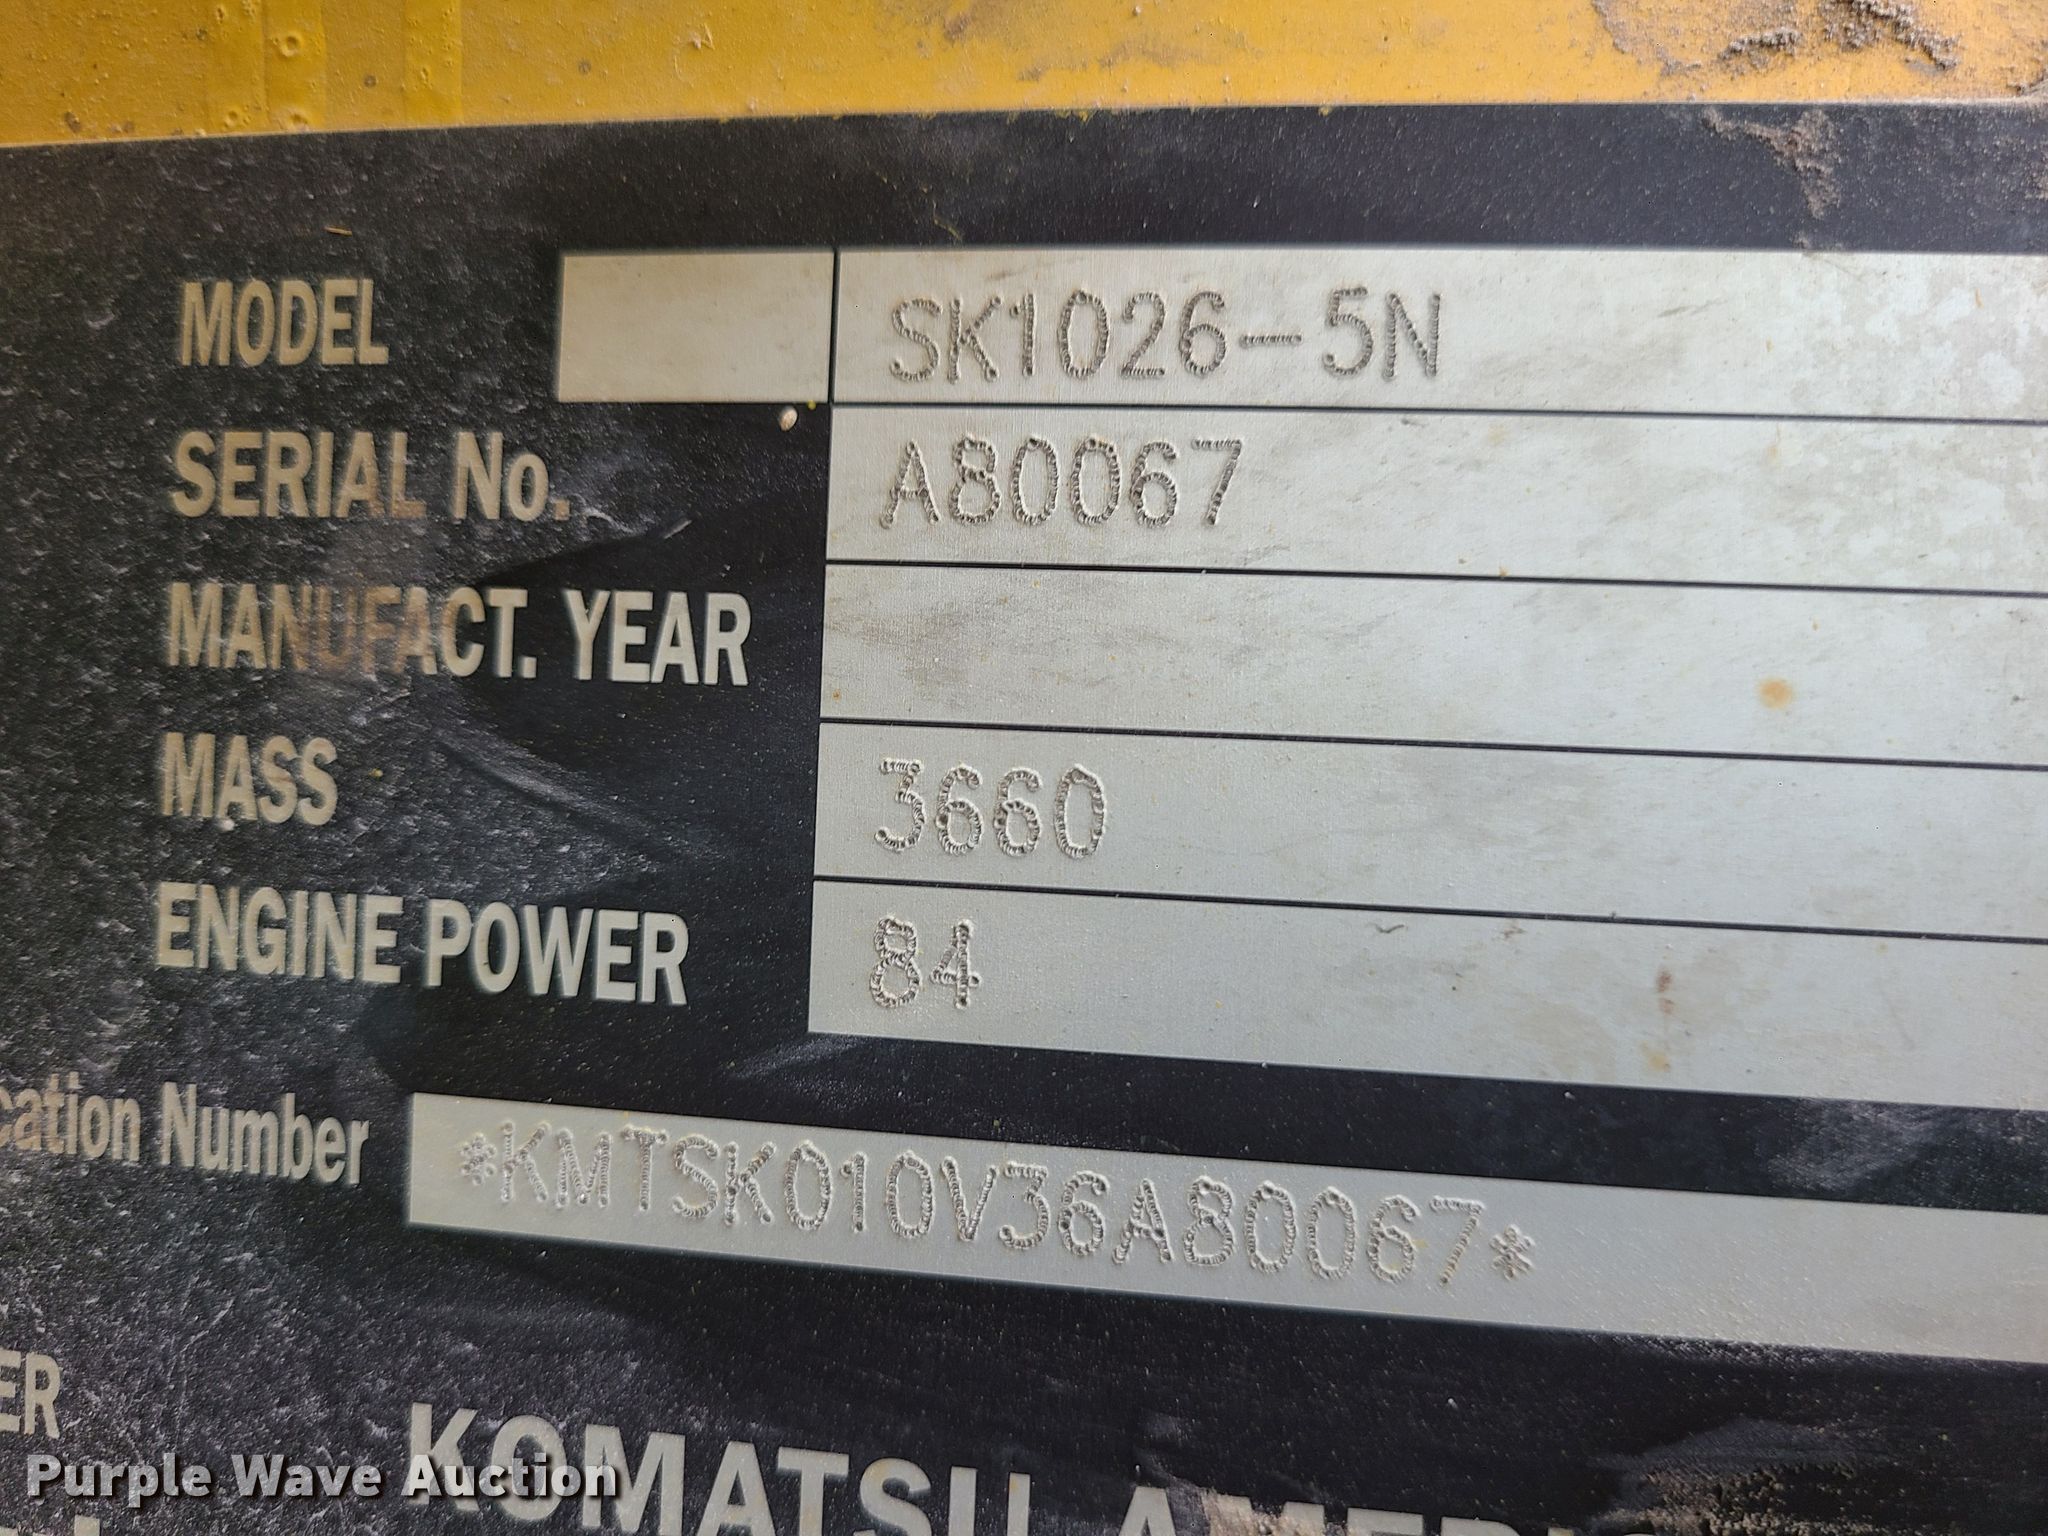 MODEL SK1026-5N
SERIAL No. A80067
MANUFACT. YEAR
MASS 3660
ENGINE POWER 84
cation Number *KMTSK010V36A80067*
ER
KOMATSU AMERIC
Purple Wave Auction